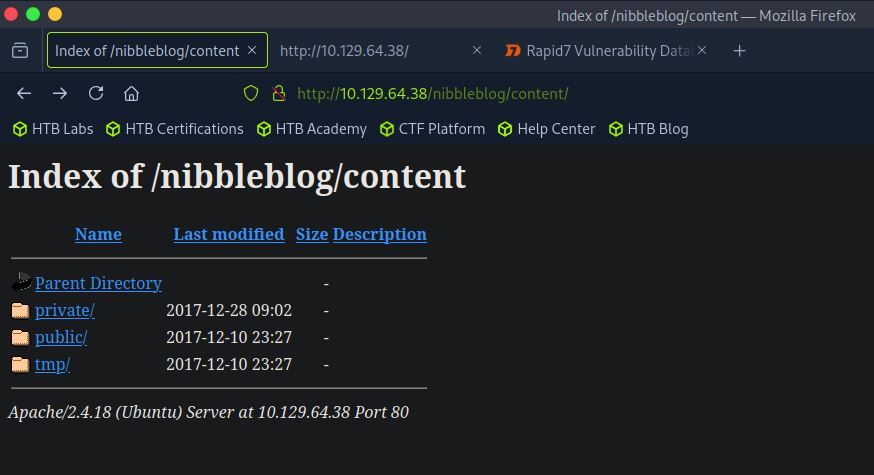 Index of /nibbleblog/content — Mozilla Firefox
Index of /nibbleblog/content http://10.129.64.38/ Rapid7 Vulnerability Datal
http://10.129.64.38/nibbleblog/content/
HTB Labs HTB Certifications HTB Academy CTF Platform Help Center HTB Blog
Index of /nibbleblog/content
Name Last modified Size Description
Parent Directory -
private/ 2017-12-28 09:02 -
public/ 2017-12-10 23:27 -
tmp/ 2017-12-10 23:27 -
Apache/2.4.18 (Ubuntu) Server at 10.129.64.38 Port 80